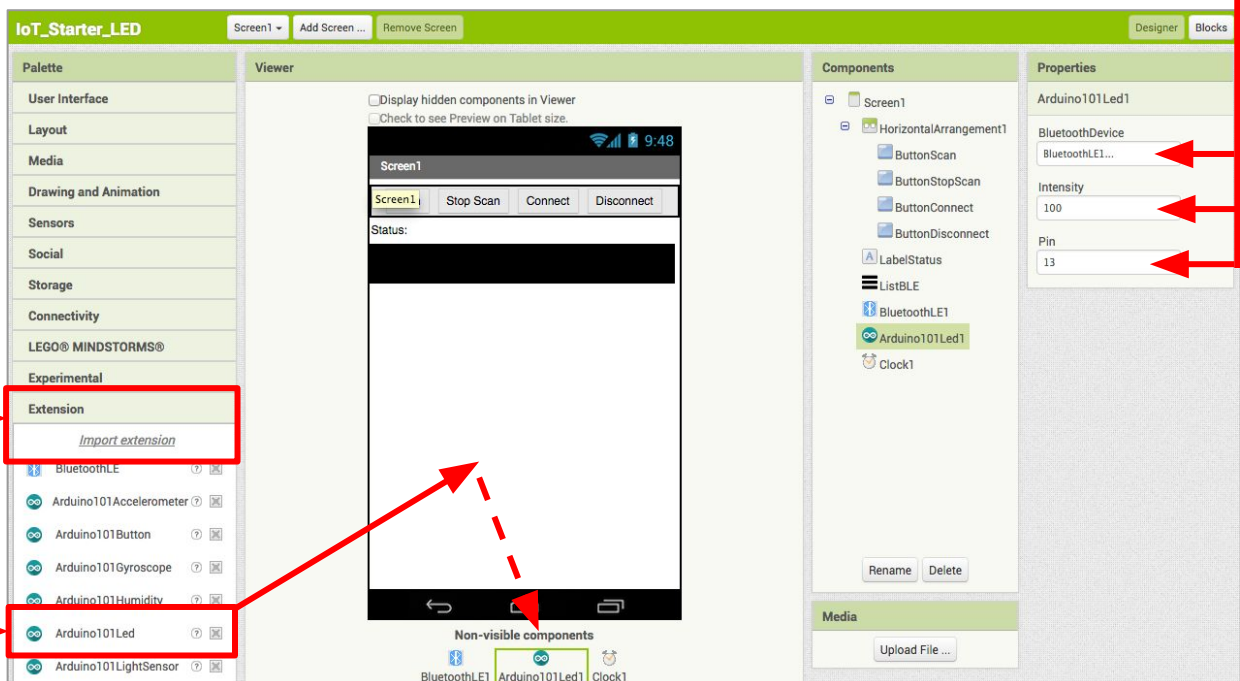 IoT_Starter_LED
Screen1
Add Screen ...
Remove Screen
Designer
Blocks
Palette
User Interface
Layout
Media
Drawing and Animation
Sensors
Social
Storage
Connectivity
LEGO® MINDSTORMS®
Experimental
Extension
Import extension
BluetoothLE
Arduino101Accelerometer
Arduino101Button
Arduino101Gyroscope
Arduino101Humidity
Arduino101Led
Arduino101LightSensor
Viewer
Display hidden components in Viewer
Check to see Preview on Tablet size.
9:48
Screen1
Screen1
Stop Scan
Connect
Disconnect
Status:
Non-visible components
BluetoothLE1
Arduino101Led1
Clock1
Components
Screen1
HorizontalArrangement1
ButtonScan
ButtonStopScan
ButtonConnect
ButtonDisconnect
LabelStatus
ListBLE
BluetoothLE1
Arduino101Led1
Clock1
Rename
Delete
Media
Upload File ...
Properties
Arduino101Led1
BluetoothDevice
BluetoothLE1...
Intensity
100
Pin
13